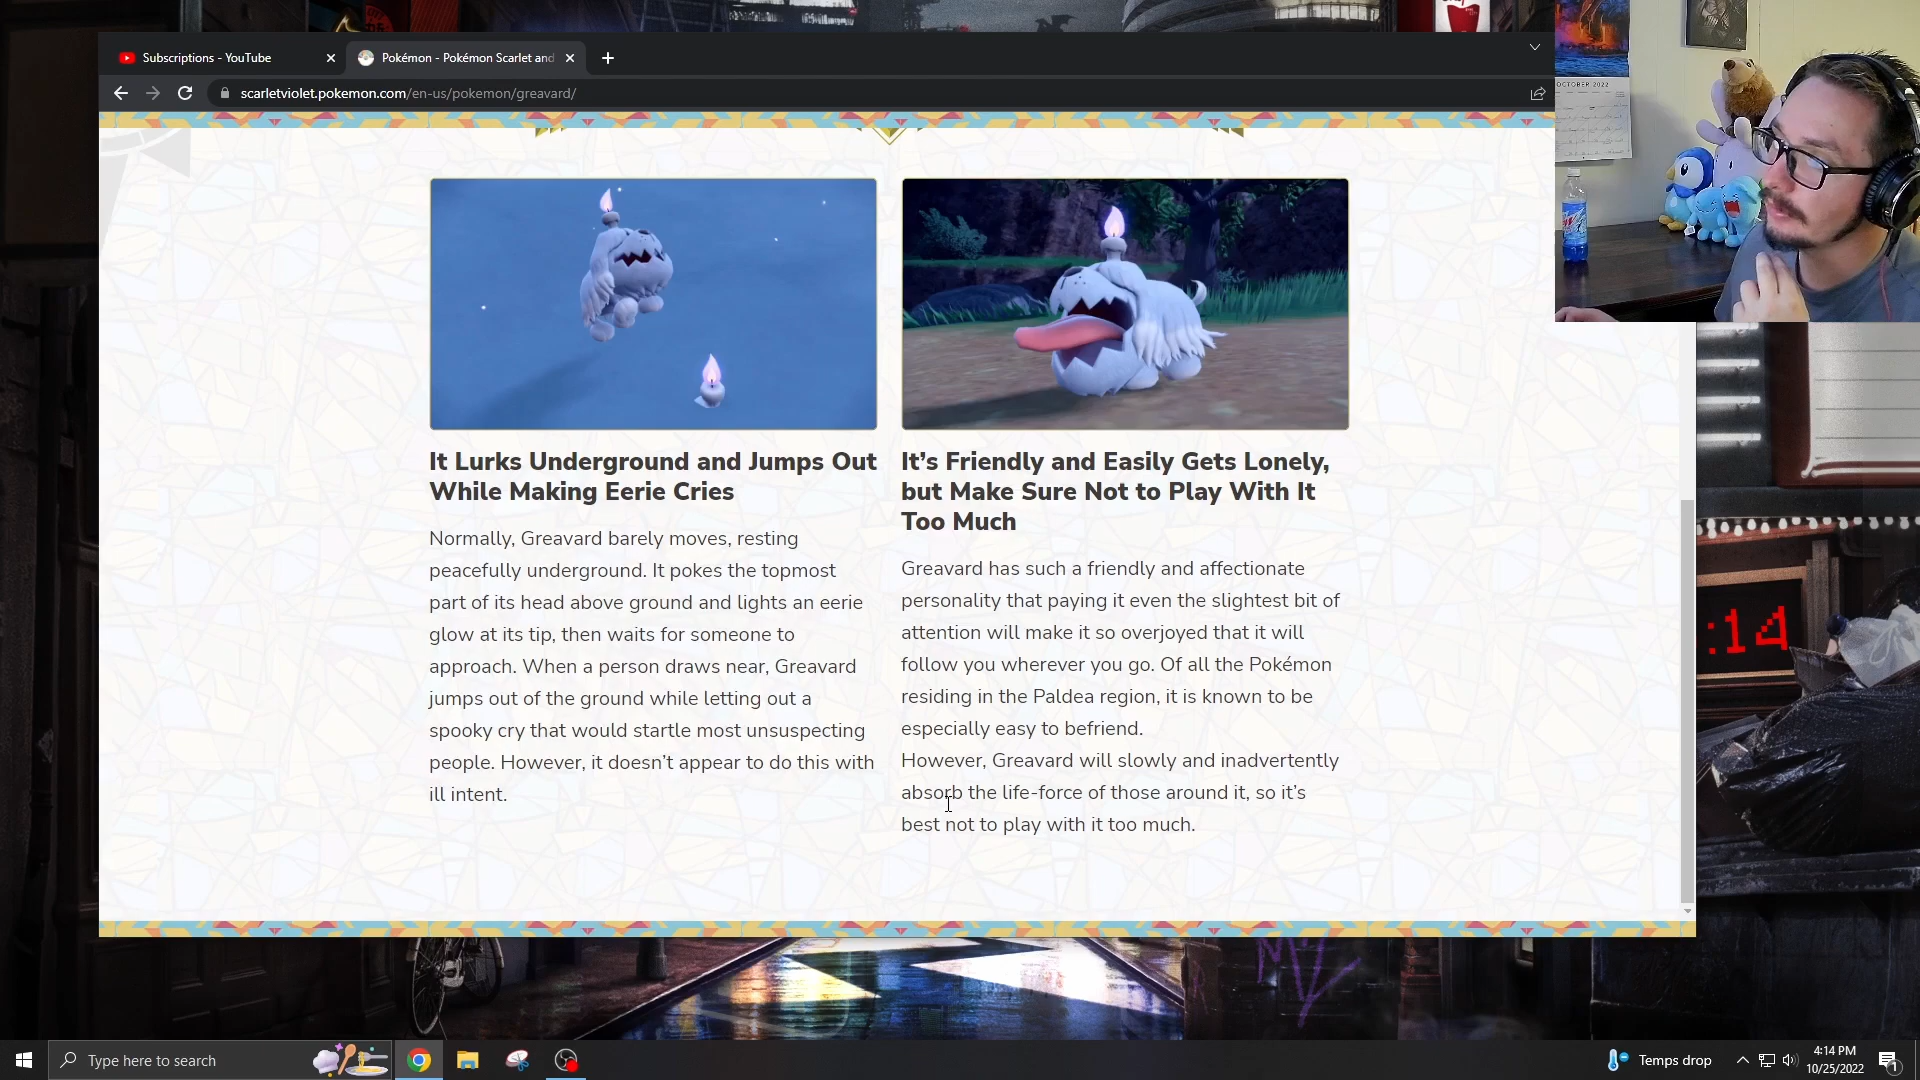 Subscriptions - YouTube
Pokémon - Pokémon Scarlet and
scarletviolet.pokemon.com/en-us/pokemon/greavard/
OCTOBER 2022
It Lurks Underground and Jumps Out
While Making Eerie Cries
Normally, Greavard barely moves, resting
peacefully underground. It pokes the topmost
part of its head above ground and lights an eerie
glow at its tip, then waits for someone to
approach. When a person draws near, Greavard
jumps out of the ground while letting out a
spooky cry that would startle most unsuspecting
people. However, it doesn’t appear to do this with
ill intent.
It’s Friendly and Easily Gets Lonely,
but Make Sure Not to Play With It
Too Much
Greavard has such a friendly and affectionate
personality that paying it even the slightest bit of
attention will make it so overjoyed that it will
follow you wherever you go. Of all the Pokémon
residing in the Paldea region, it is known to be
especially easy to befriend.
However, Greavard will slowly and inadvertently
absorb the life-force of those around it, so it’s
best not to play with it too much.
:14
Type here to search
Temps drop
4:14 PM
10/25/2022
1